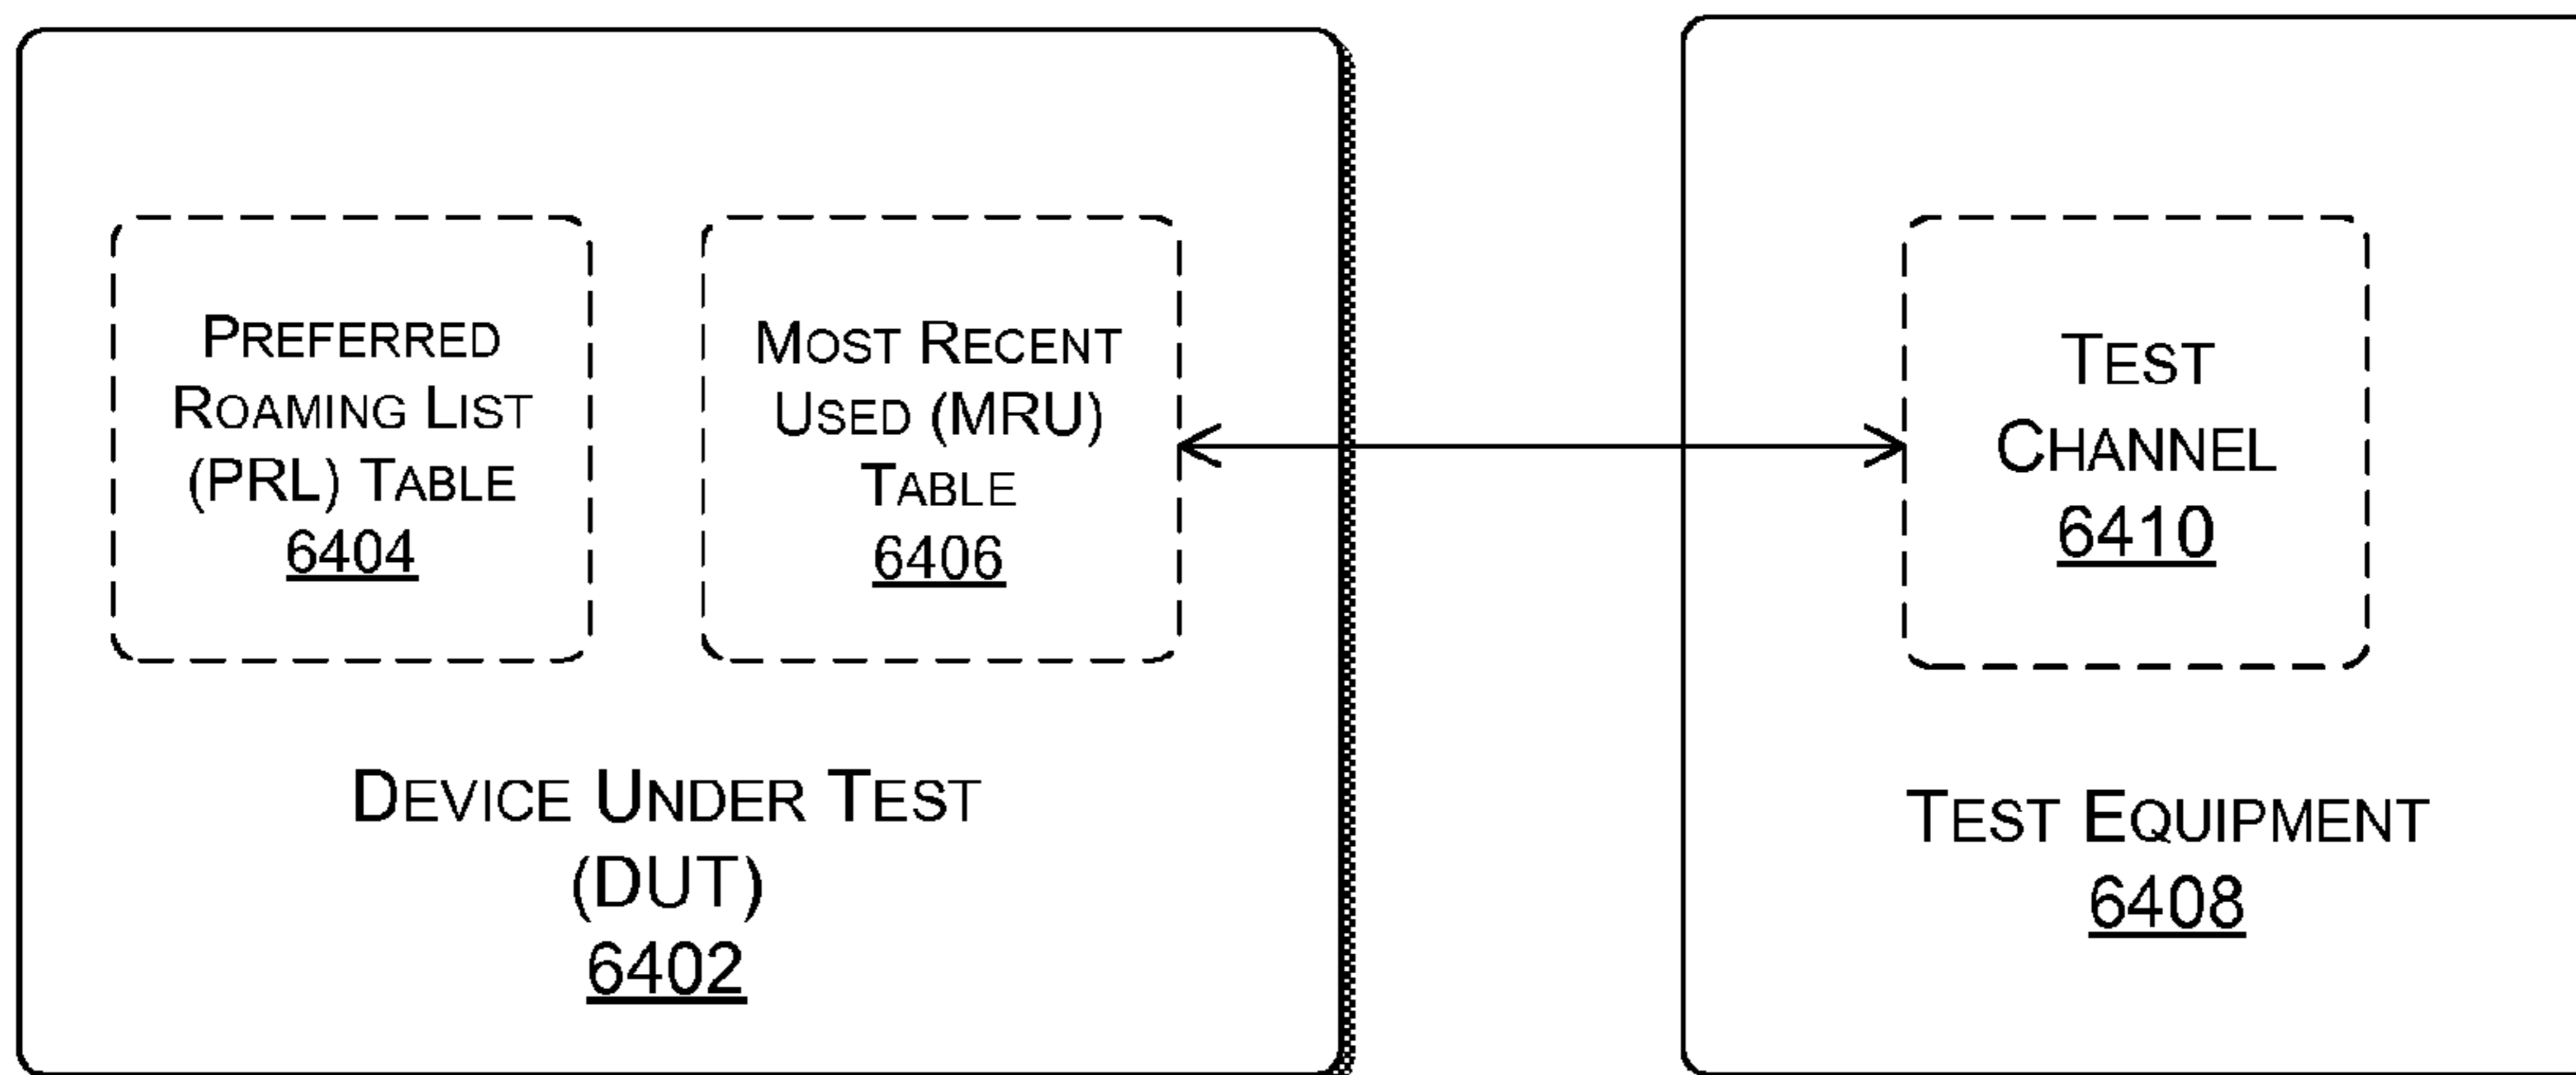 PREFERRED
ROAMING LIST
(PRL) TABLE
6404
MOST RECENT
USED (MRU)
TABLE
6406
DEVICE UNDER TEST
(DUT)
6402
TEST
CHANNEL
6410
TEST EQUIPMENT
6408